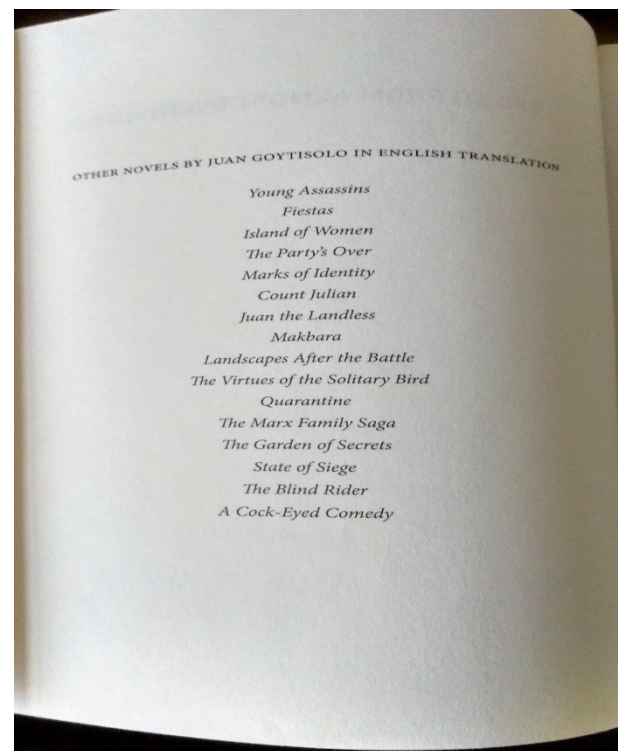 OTHER NOVELS BY JUAN GOYTISOLO IN ENGLISH TRANSLATION
Young Assassins
Fiestas
Island of Women
The Party's Over
Marks of Identity
Count Julian
Juan the Landless
Makbara
Landscapes After the Battle
The Virtues of the Solitary Bird
Quarantine
The Marx Family Saga
The Garden of Secrets
State of Siege
The Blind Rider
A Cock-Eyed Comedy